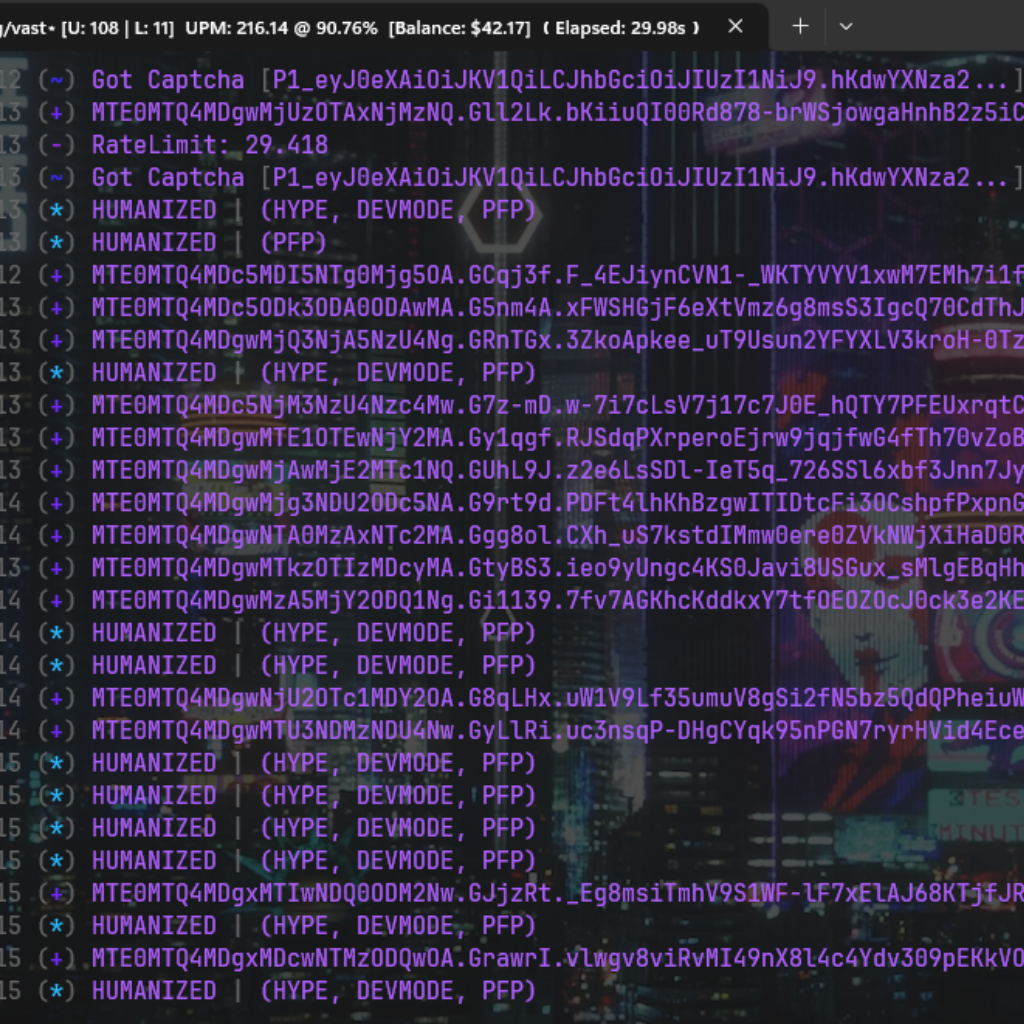 g/vast• [U: 108 | L: 11] UPM: 216.14 @ 90.76% [Balance: $42.17] ( Elapsed: 29.98s )
12 (~) Got Captcha [P1_eyJ0eXAiOiJKV1QiLCJhbGciOiJIUzI1NiJ9.hKdwYXNza2...]
13 (+) MTE0MTQ4MDgwMjUzOTAxNjMzNQ.Gll2Lk.bKiiuQI00Rd878-brWSjowgaHnhB2z5iC
13 (-) RateLimit: 29.418
13 (~) Got Captcha [P1_eyJ0eXAiOiJKV1QiLCJhbGciOiJIUzI1NiJ9.hKdwYXNza2...]
13 (*) HUMANIZED | (HYPE, DEVMODE, PFP)
13 (*) HUMANIZED | (PFP)
12 (+) MTE0MTQ4MDc5MDI5NTg0Mjg5OA.GCqj3f.F_4EJiynCVN1-_WKTYVYV1xwM7EMh7i1f
13 (+) MTE0MTQ4MDc5ODk3ODA0ODAwMA.G5nm4A.xFWSHGjF6eXtVmz6g8msS3IgcQ70CdThJ
13 (+) MTE0MTQ4MDgwMjQ3NjA5NzU4Ng.GRnTGx.3ZkoApkee_uT9Usun2YFYXLV3kroH-0Tz
13 (*) HUMANIZED | (HYPE, DEVMODE, PFP)
13 (+) MTE0MTQ4MDc5NjM3NzU4Nzc4Mw.G7z-mD.w-7i7cLsV7j17c7J0E_hQTY7PFEUxrqtC
13 (+) MTE0MTQ4MDgwMTE1OTEwNjY2MA.Gy1qgf.RJSdqPXrperoEjrw9jqjfwG4fTh70vZoB
13 (+) MTE0MTQ4MDgwMjAwMjE2MTc1NQ.GUhL9J.z2e6LsSDl-IeT5q_726SSl6xbf3Jnn7Jy
14 (+) MTE0MTQ4MDgwMjg3NDU2ODc5NA.G9rt9d.PDFt4lhKhBzgwITIDtcFi3OCshpfPxpnG
14 (+) MTE0MTQ4MDgwNTA0MzAxNTc2MA.Ggg8ol.CXh_uS7kstdIMmw0ere0ZVkNWjXiHaD0R
13 (+) MTE0MTQ4MDgwMTkzOTIzMDcyMA.GtyBS3.ieo9yUngc4KS0Javi8USGux_sMlgEBqHh
14 (+) MTE0MTQ4MDgwMzA5MjY2ODQ1Ng.Gi1139.7fv7AGKhcKddkxY7tfOEOZOcJ0ck3e2KE
14 (*) HUMANIZED | (HYPE, DEVMODE, PFP)
14 (*) HUMANIZED | (HYPE, DEVMODE, PFP)
14 (+) MTE0MTQ4MDgwNjU2OTc1MDY2OA.G8qLHx.uW1V9Lf35umuV8gSi2fN5bz5QdQPheiuW
14 (+) MTE0MTQ4MDgwMTU3NDMzNDU4Nw.GyLlRi.uc3nsqP-DHgCYqk95nPGN7ryrHVid4Ece
15 (*) HUMANIZED | (HYPE, DEVMODE, PFP)
15 (*) HUMANIZED | (HYPE, DEVMODE, PFP)
15 (*) HUMANIZED | (HYPE, DEVMODE, PFP)
15 (*) HUMANIZED | (HYPE, DEVMODE, PFP)
15 (+) MTE0MTQ4MDgxMTIwNDQ0ODM2Nw.GJjzRt._Eg8msiTmhV9S1WF-lF7xElAJ68KTjfJR
15 (*) HUMANIZED | (HYPE, DEVMODE, PFP)
15 (+) MTE0MTQ4MDgxMDcwNTMzODQwOA.GrawrI.vlwgv8viRvMI49nX8l4c4Ydv309pEKkVO
15 (*) HUMANIZED | (HYPE, DEVMODE, PFP)